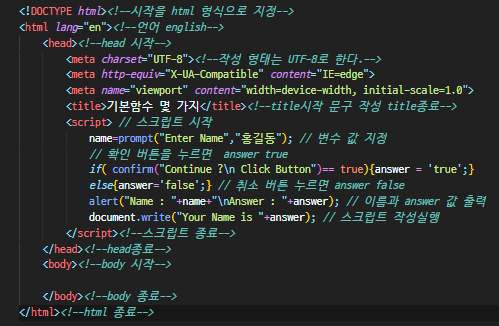 <!DOCTYPE html><!--시작을 html 형식으로 지정-->
<html lang="en"><!--언어 english-->
<head><!--head 시작-->
<meta charset="UTF-8"><!--작성 형태는 UTF-8로 한다.-->
<meta http-equiv="X-UA-Compatible" content="IE=edge">
<meta name="viewport" content="width=device-width, initial-scale=1.0">
<title>기본함수 몇 가지</title><!--title시작 문구 작성 title종료-->
<script> // 스크립트 시작
name=prompt("Enter Name","홍길동"); // 변수 값 지정
// 확인 버튼을 누르면  answer true
if( confirm("Continue ?\n Click Button")== true){answer = 'true';}
else{answer='false';} // 취소 버튼 누르면 answer false
alert("Name : "+name+"\nAnswer : "+answer); // 이름과 answer 값 출력
document.write("Your Name is "+answer); // 스크립트 작성실행
</script><!--스크립트 종료-->
</head><!--head종료-->
<body><!--body 시작-->
</body><!--body 종료-->
</html><!--html 종료-->